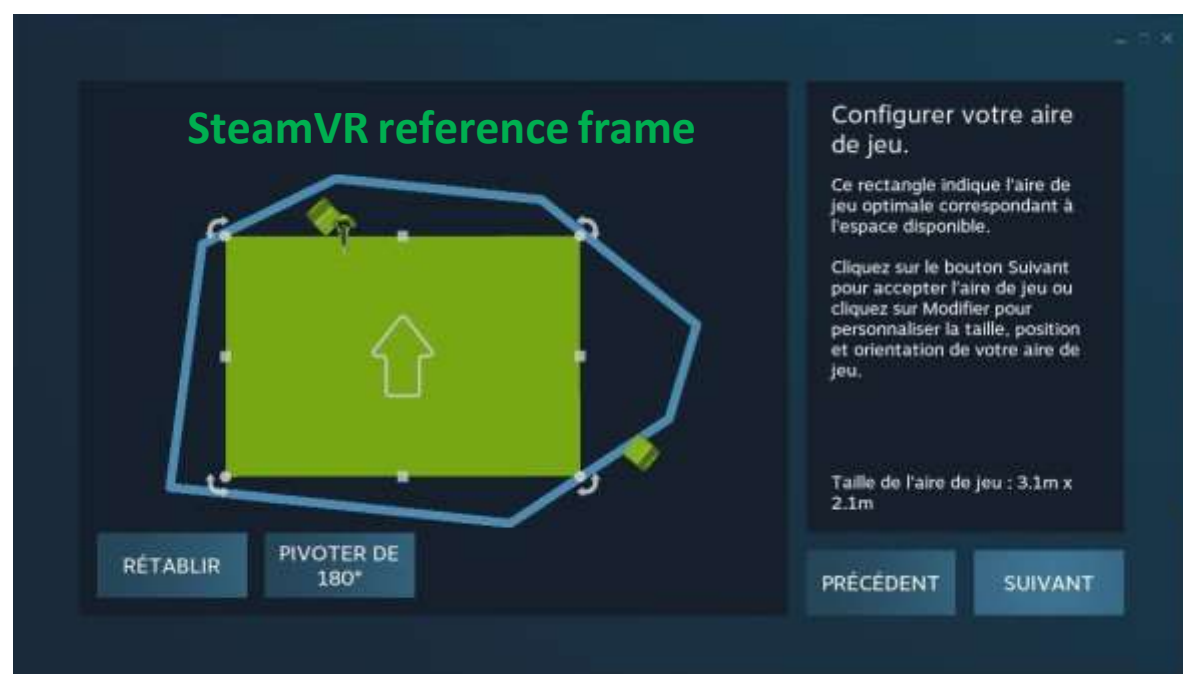 SteamVR reference frame
Configurer votre aire
de jeu.
Ce rectangle indique l'aire de
jeu optimale correspondant à
l'espace disponible.
Cliquez sur le bouton Suivant
pour accepter l'aire de jeu ou
cliquez sur Modifier pour
personnaliser la taille, position
et orientation de votre aire de
jeu.
Taille de l'aire de jeu : 3.1m x
2.1m
RÉTABLIR
PIVOTER DE
180°
PRÉCÉDENT
SUIVANT